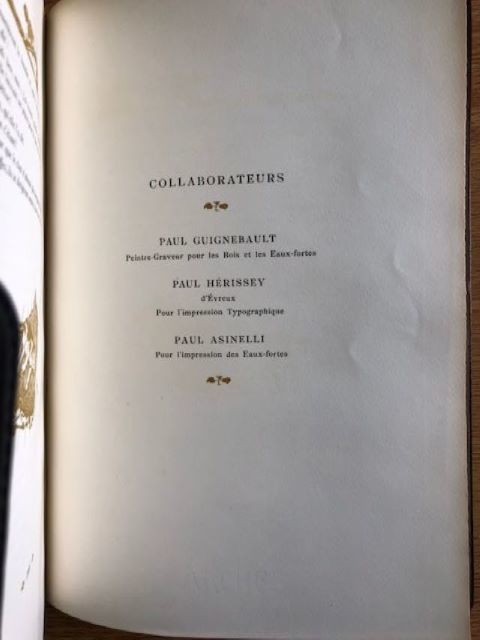 COLLABORATEURS
PAUL GUIGNEBAULT
Peintre-Graveur pour les Bois et les Eaux-fortes
PAUL HÉRISSEY
d'Évreux
Pour l'impression Typographique
PAUL ASINELLI
Pour l'impression des Eaux-fortes